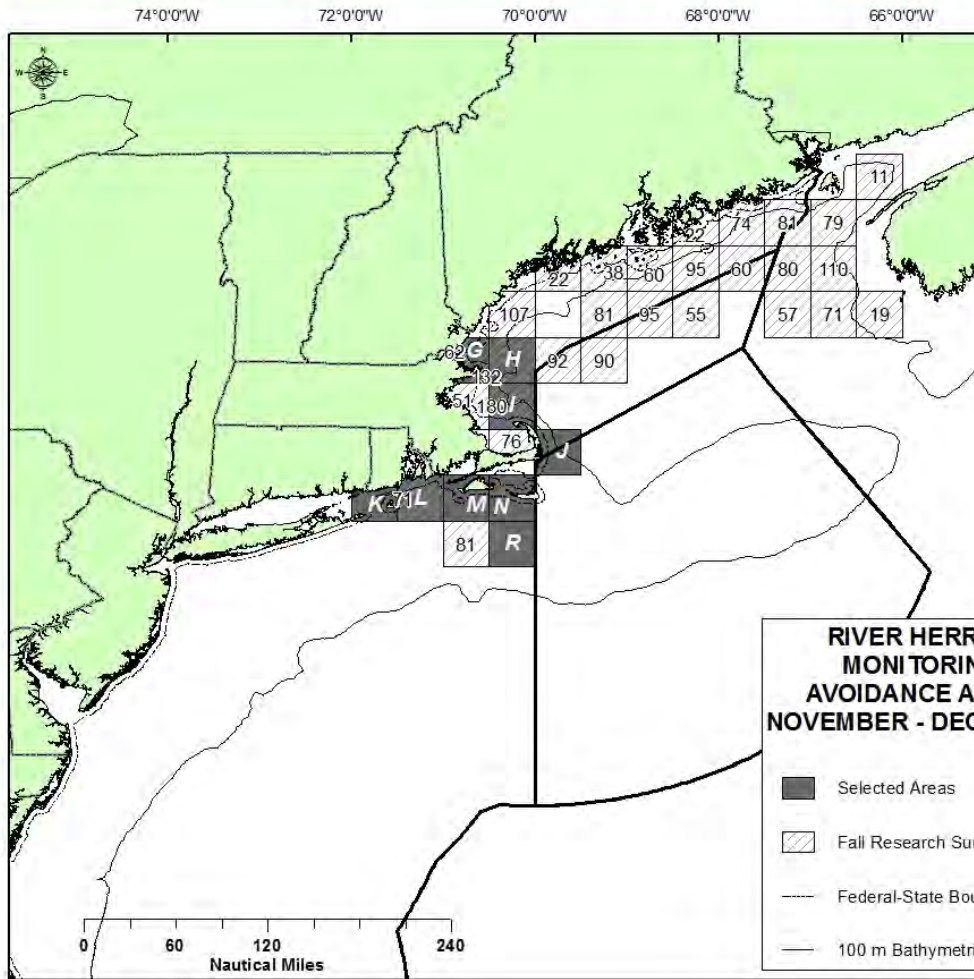 74°0'0"W 72°0'0"W 70°0'0"W 68°0'0"W 66°0'0"W
N
W E
S
11
22 74 81 79
22 38 60 95 60 80 110
107 81 95 55 57 71 19
62 G H 92 90
132
51 180 I
76 J
K 71 L M N
81 R
RIVER HERR
MONITORIN
AVOIDANCE A
NOVEMBER - DEC
Selected Areas
Fall Research Sur
Federal-State Bou
100 m Bathymetri
0 60 120 240
Nautical Miles